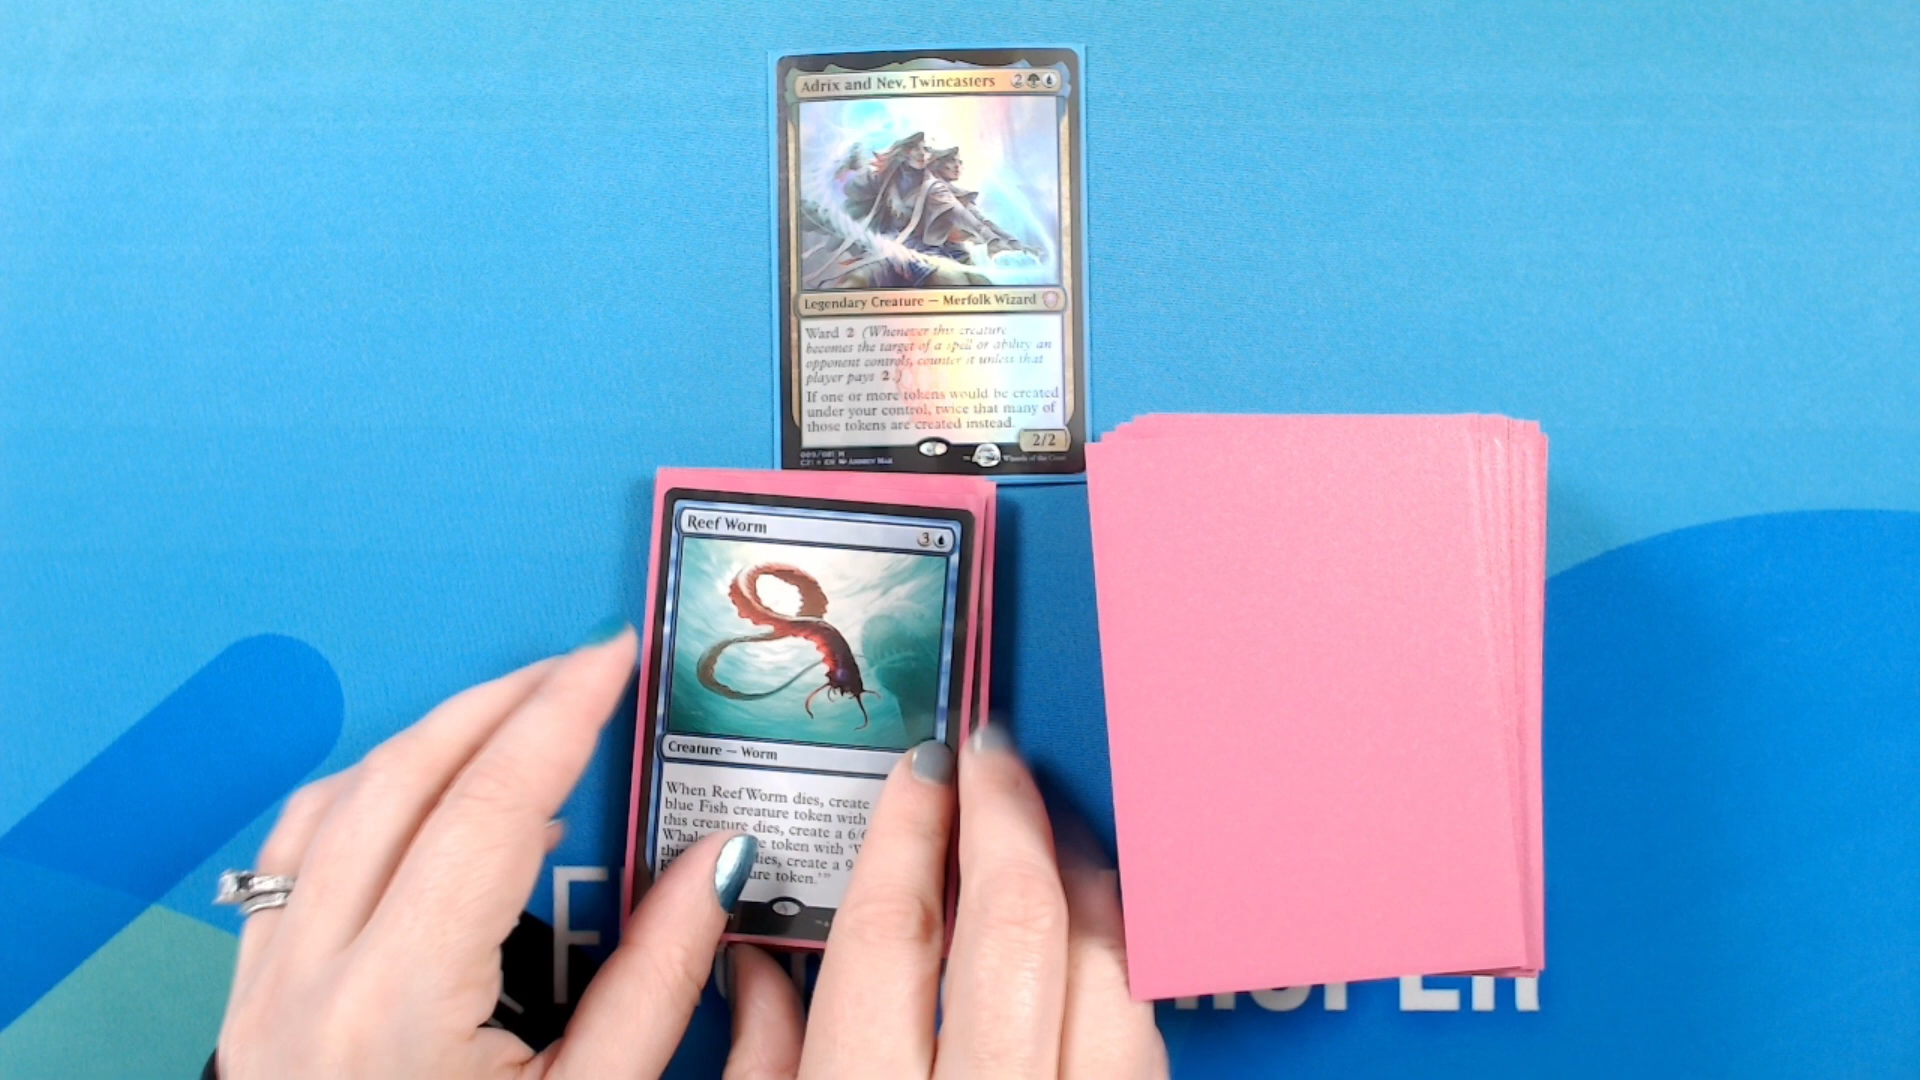 Adrix and Nev, Twincasters 2
Legendary Creature — Merfolk Wizard
Ward 2 (Whenever this creature
becomes the target of a spell or ability an
opponent controls, counter it unless that
player pays 2.)
If one or more tokens would be created
under your control, twice that many of
those tokens are created instead.
2/2
Reef Worm 3
Creature — Worm
When Reef Worm dies, create
blue Fish creature token with
this creature dies, create a 6/6
Whale token with
dies, create a 9
token.'"